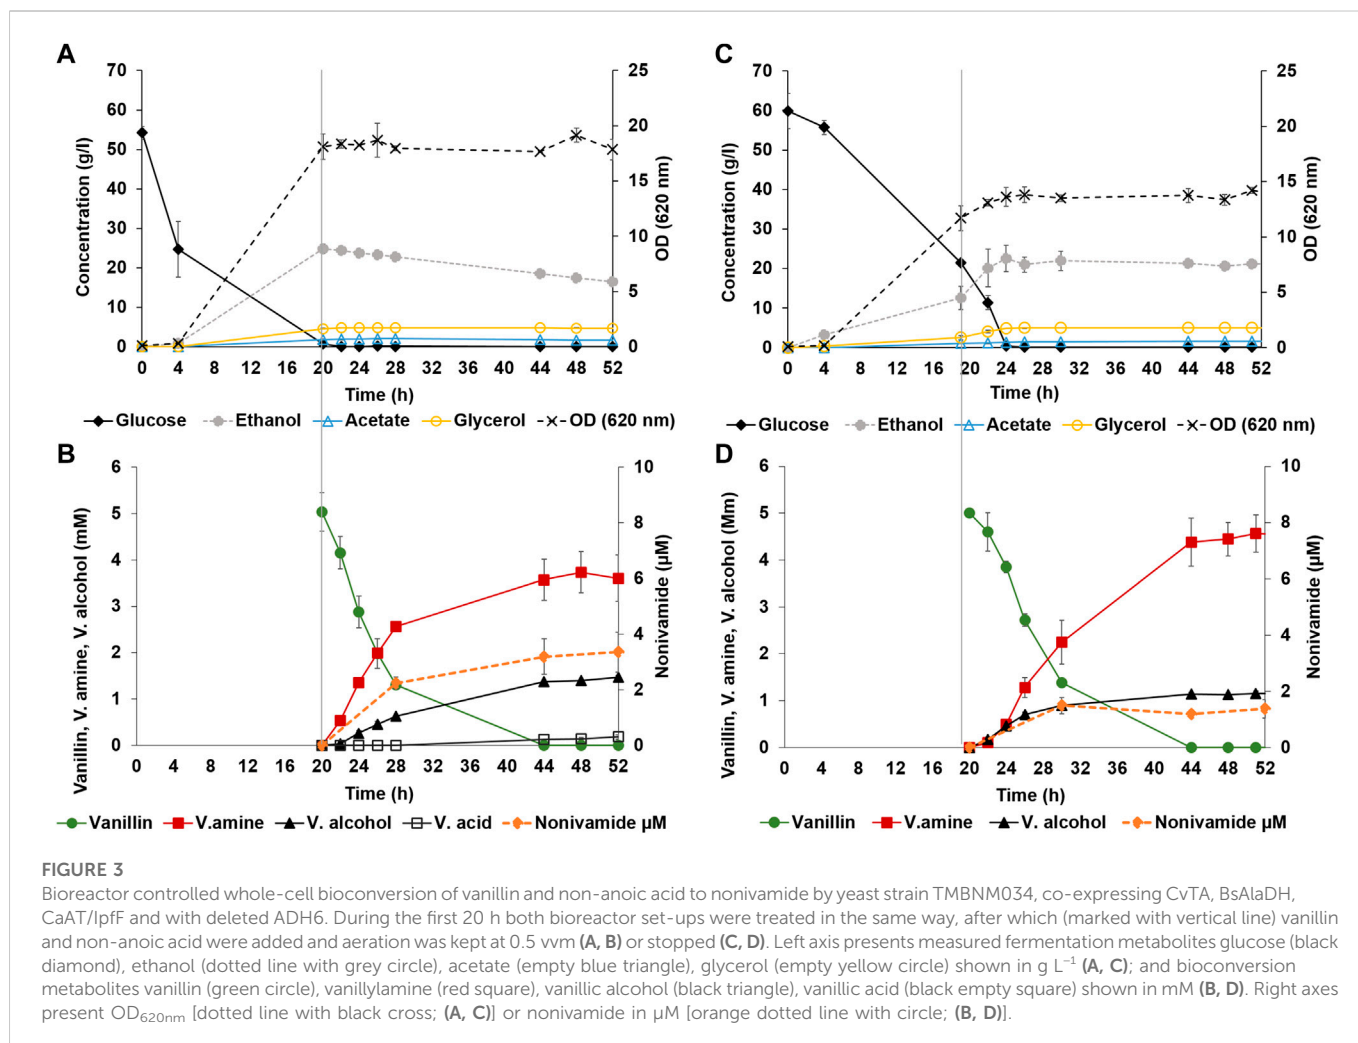 A
70
60
50
40
30
20
10
0
Concentration (g/l)
25
20
15
10
5
0
OD (620 nm)
0 4 8 12 16 20 24 28 32 36 40 44 48 52
Time (h)
Glucose Ethanol Acetate Glycerol OD (620 nm)
C
70
60
50
40
30
20
10
0
Concentration (g/l)
25
20
15
10
5
0
OD (620 nm)
0 4 8 12 16 20 24 28 32 36 40 44 48 52
Time (h)
Glucose Ethanol Acetate Glycerol OD (620 nm)
B
6
5
4
3
2
1
0
Vanillin, V. amine, V. alcohol (mM)
10
8
6
4
2
0
Nonivamide (µM)
0 4 8 12 16 20 24 28 32 36 40 44 48 52
Time (h)
Vanillin V.amine V. alcohol V. acid Nonivamide µM
D
6
5
4
3
2
1
0
Vanillin, V. amine, V. alcohol (Mm)
10
8
6
4
2
0
Nonivamide (µM)
0 4 8 12 16 20 24 28 32 36 40 44 48 52
Time (h)
Vanillin V.amine V. alcohol Nonivamide µM
FIGURE 3
Bioreactor controlled whole-cell bioconversion of vanillin and non-anoic acid to nonivamide by yeast strain TMBNM034, co-expressing CvTA, BsAlaDH,
CaAT/IpfF and with deleted ADH6. During the first 20 h both bioreactor set-ups were treated in the same way, after which (marked with vertical line) vanillin
and non-anoic acid were added and aeration was kept at 0.5 vvm (A, B) or stopped (C, D). Left axis presents measured fermentation metabolites glucose (black
diamond), ethanol (dotted line with grey circle), acetate (empty blue triangle), glycerol (empty yellow circle) shown in g L⁻¹ (A, C); and bioconversion
metabolites vanillin (green circle), vanillylamine (red square), vanillic alcohol (black triangle), vanillic acid (black empty square) shown in mM (B, D). Right axes
present OD₆₂₀ₙₘ [dotted line with black cross; (A, C)] or nonivamide in µM [orange dotted line with circle; (B, D)].